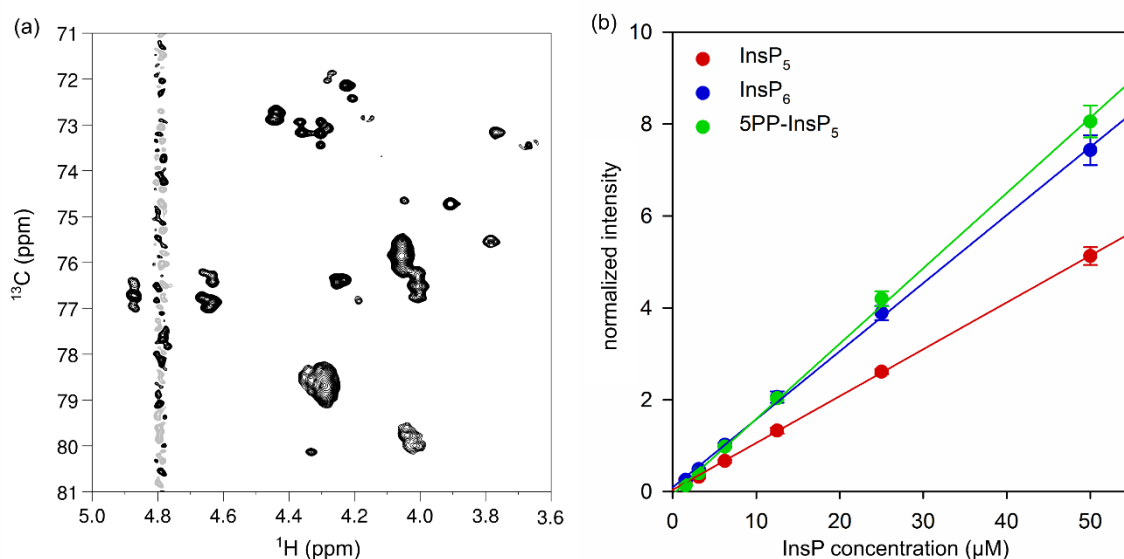 (a)
71
72
73
74
75
76
77
78
79
80
81
¹³C (ppm)
5.0 4.8 4.6 4.4 4.2 4.0 3.8 3.6
¹H (ppm)
(b)
10
8
6
4
2
0
normalized intensity
InsP₅
InsP₆
5PP-InsP₅
0 10 20 30 40 50
InsP concentration (µM)